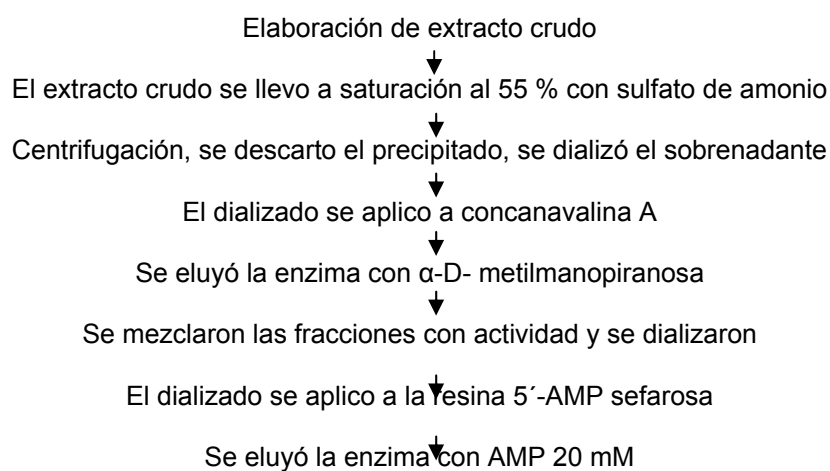 Elaboración de extracto crudo
El extracto crudo se llevo a saturación al 55 % con sulfato de amonio
Centrifugación, se descarto el precipitado, se dializó el sobrenadante
El dializado se aplico a concanavalina A
Se eluyó la enzima con α-D- metilmanopiranosa
Se mezclaron las fracciones con actividad y se dializaron
El dializado se aplico a la resina 5´-AMP sefarosa
Se eluyó la enzima con AMP 20 mM